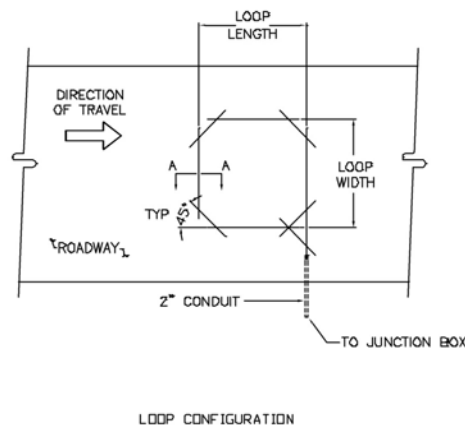 LOOP
LENGTH
DIRECTION
OF TRAVEL
A A
LOOP
WIDTH
TYP 45°
ROADWAY
2" CONDUIT
TO JUNCTION BOX
LOOP CONFIGURATION